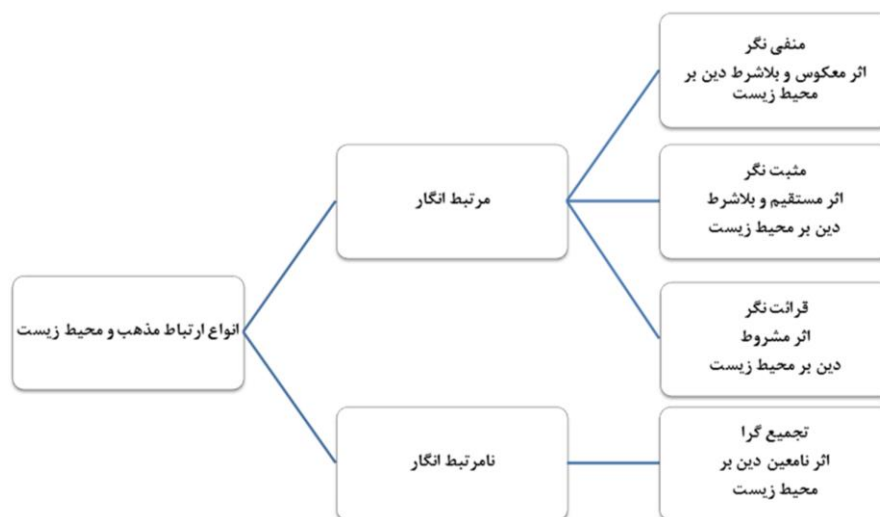 انواع ارتباط مذهب و محیط زیست
مرتبط انگار
نامرتبط انگار
منفی نگر
اثر معکوس و بلاشرط دین بر
محیط زیست
مثبت نگر
اثر مستقیم و بلاشرط
دین بر محیط زیست
قرائت نگر
اثر مشروط
دین بر محیط زیست
تجمیع گرا
اثر نامعین دین بر
محیط زیست